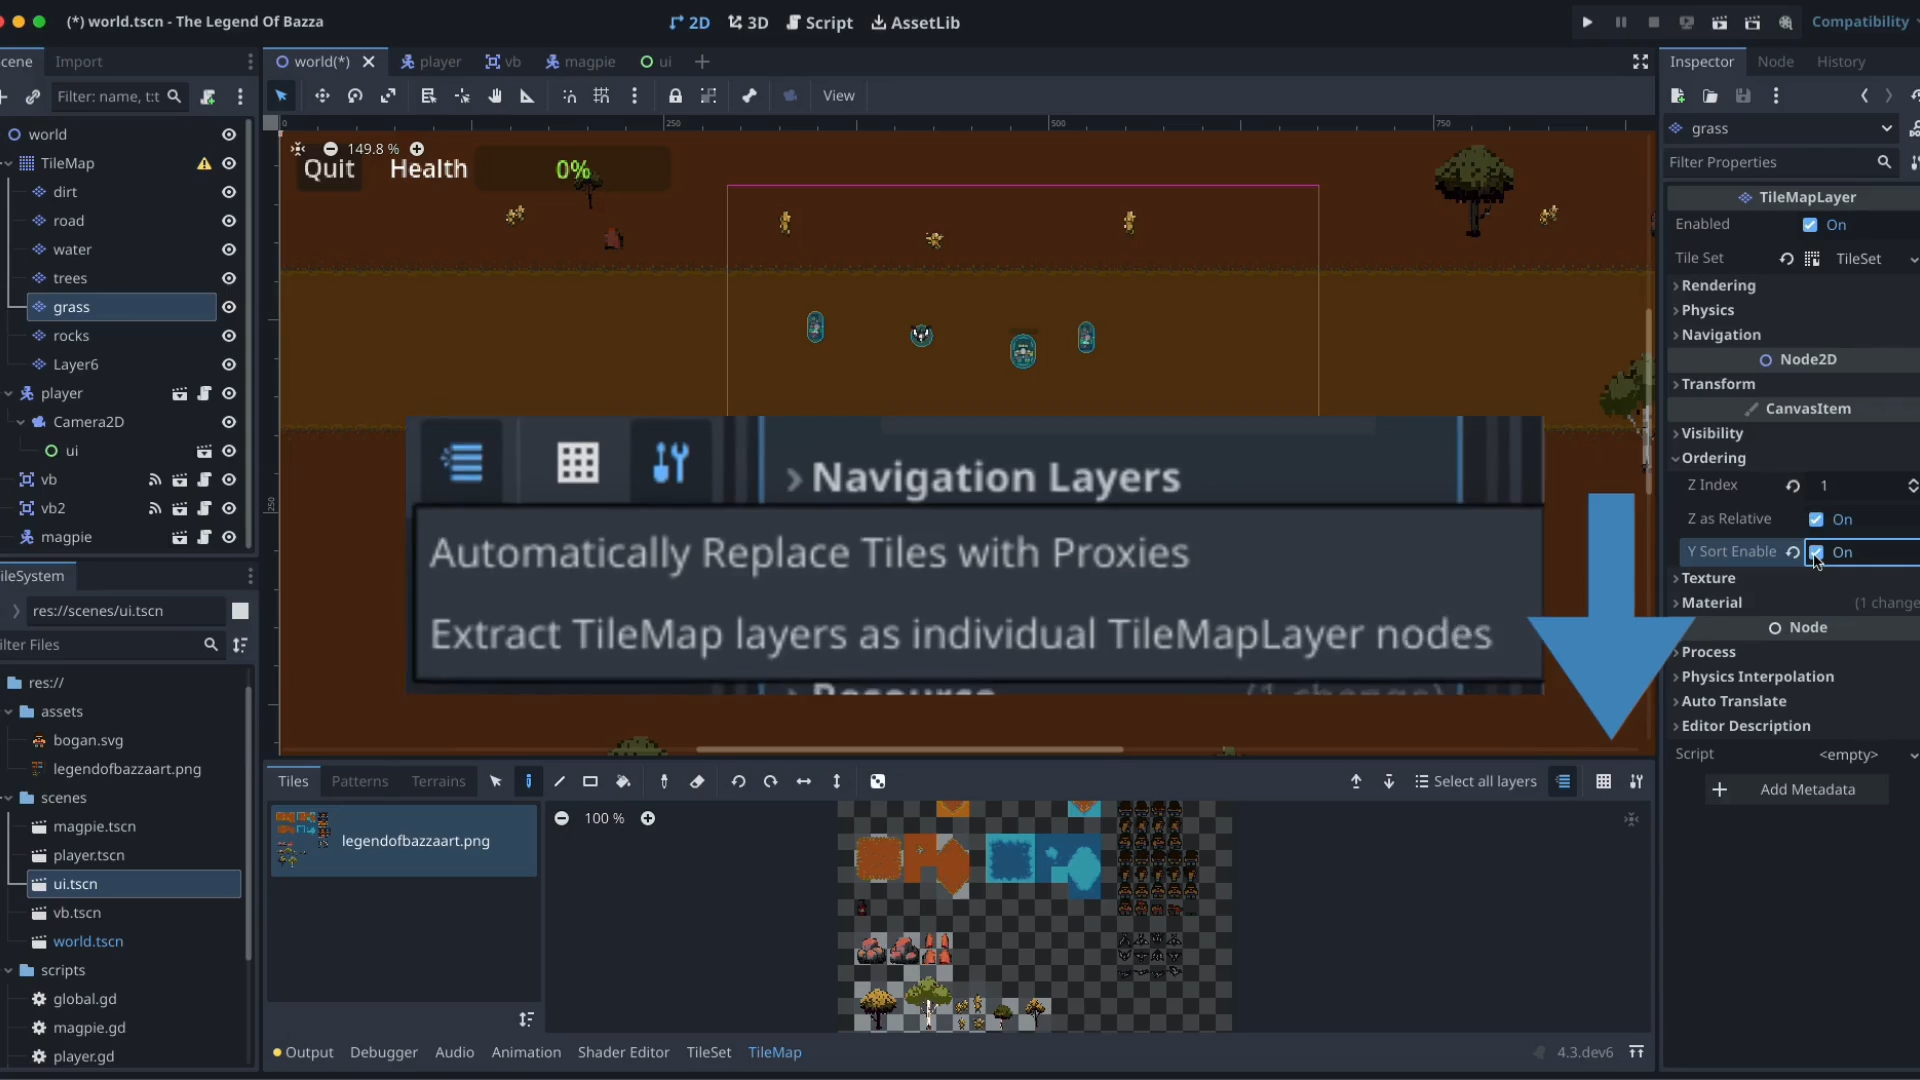 (*) world.tscn - The Legend Of Bazza
2D
3D
Script
AssetLib
Compatibility
cene
Import
world(*)
player
vb
magpie
ui
Inspector
Node
History
Filter: name, t:t
View
world
TileMap
dirt
road
water
trees
grass
rocks
Layer6
player
Camera2D
ui
vb
vb2
magpie
0
250
500
750
250
149.8 %
Quit
Health
0%
Navigation Layers
Automatically Replace Tiles with Proxies
Extract TileMap layers as individual TileMapLayer nodes
Resource (1 change)
grass
Filter Properties
TileMapLayer
Enabled
On
Tile Set
TileSet
Rendering
Physics
Navigation
Node2D
Transform
CanvasItem
Visibility
Ordering
Z Index
1
Z as Relative
On
Y Sort Enable
On
Texture
Material
(1 change
Node
Process
Physics Interpolation
Auto Translate
Editor Description
Script
<empty>
Add Metadata
ileSystem
res://scenes/ui.tscn
ilter Files
res://
assets
bogan.svg
legendofbazzaart.png
scenes
magpie.tscn
player.tscn
ui.tscn
vb.tscn
world.tscn
scripts
global.gd
magpie.gd
player.gd
Tiles
Patterns
Terrains
Select all layers
legendofbazzaart.png
100 %
Output
Debugger
Audio
Animation
Shader Editor
TileSet
TileMap
4.3.dev6